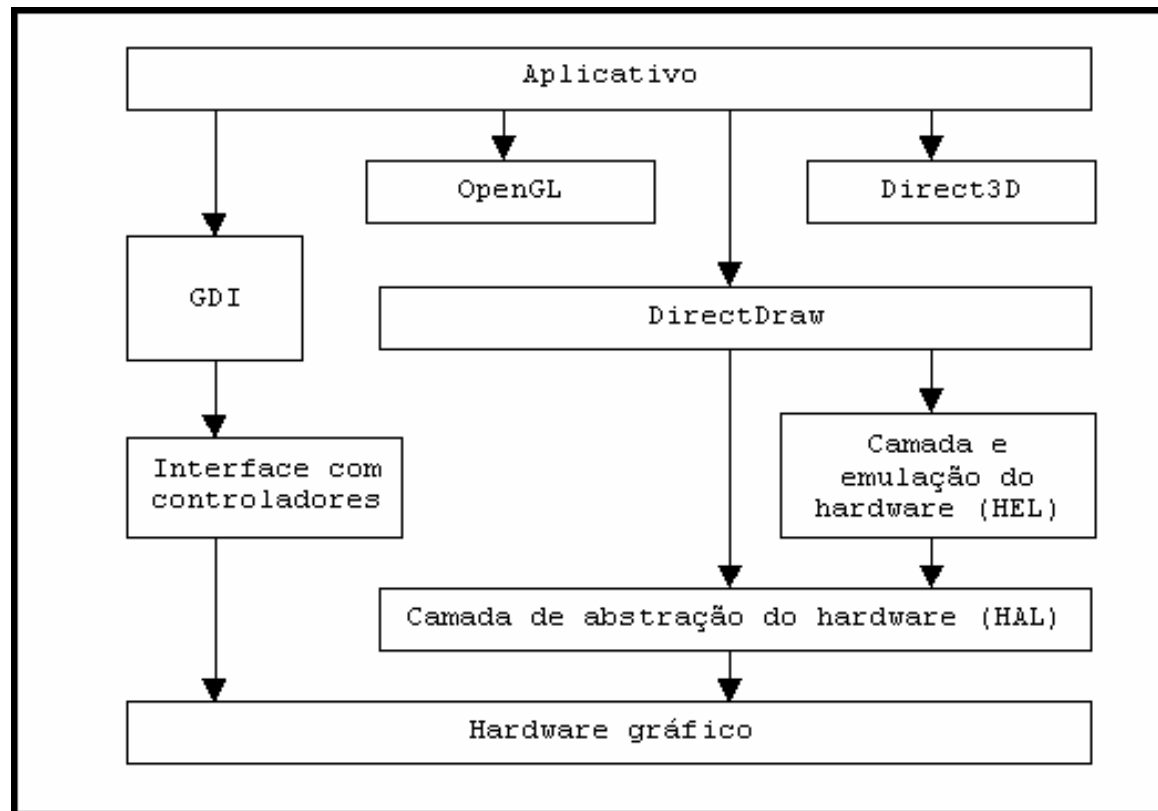 Aplicativo
OpenGL
Direct3D
GDI
DirectDraw
Interface com
controladores
Camada e
emulação do
hardware (HEL)
Camada de abstração do hardware (HAL)
Hardware gráfico